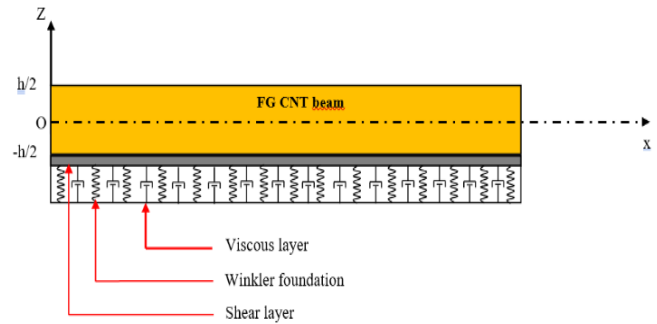 Z
h/2
FG CNT beam
O
-h/2
x
Viscous layer
Winkler foundation
Shear layer